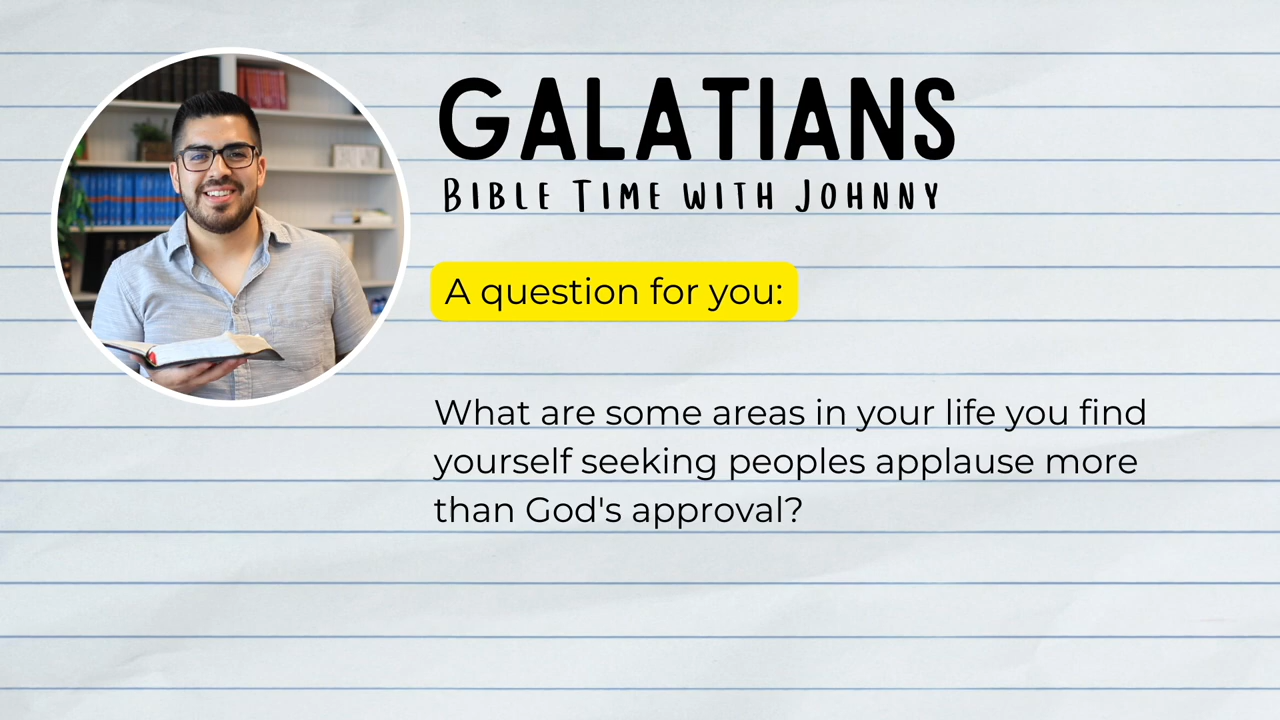 GALATIANS
BIBLE TIME WITH JOHNNY
A question for you:
What are some areas in your life you find
yourself seeking peoples applause more
than God's approval?